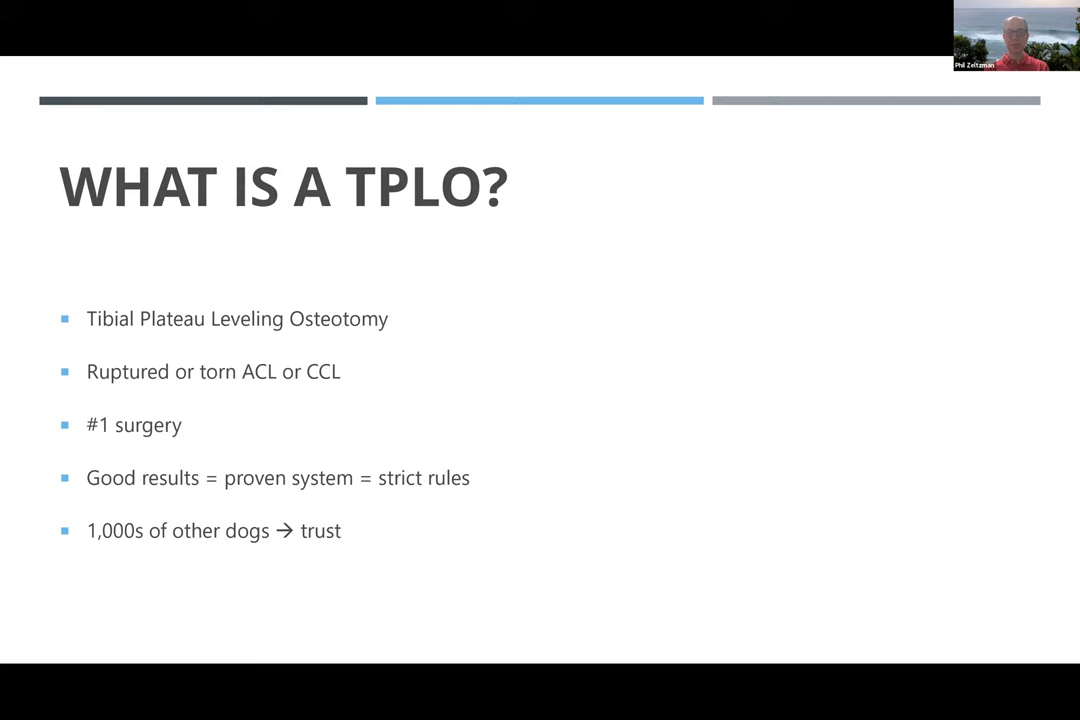 Phil Zeltzman
WHAT IS A TPLO?
Tibial Plateau Leveling Osteotomy
Ruptured or torn ACL or CCL
#1 surgery
Good results = proven system = strict rules
1,000s of other dogs → trust